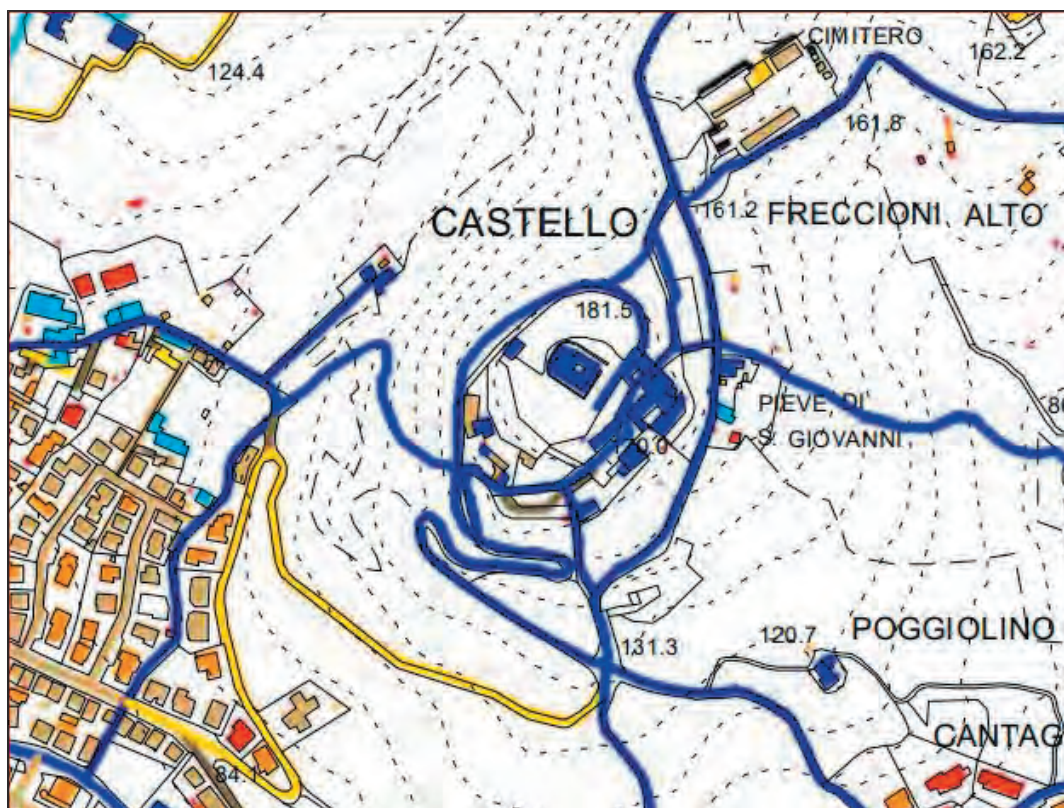 CIMITERO
162.2
124.4
161.8
161.2
CASTELLO
FRECCIONI ALTO
181.5
PIEVE DI
S. GIOVANNI
131.3
120.7
POGGIOLINO
CANTAG
84.1